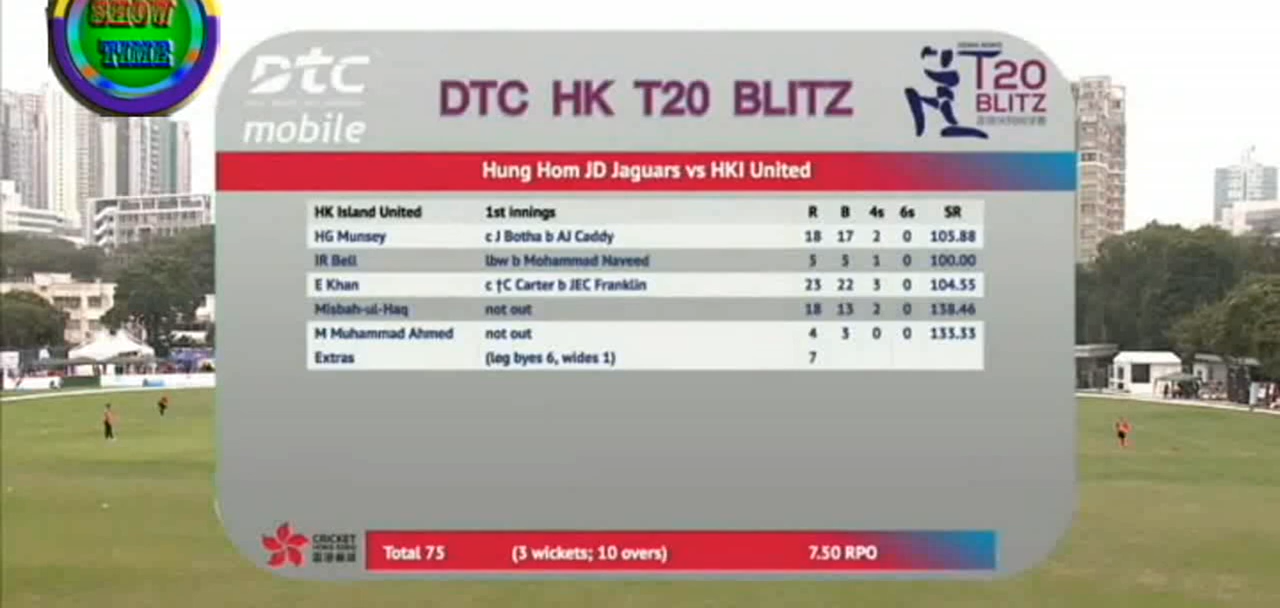 SHOW
TIME
DTC
mobile
DTC HK T20 BLITZ
HONG KONG
T20
BLITZ
Hung Hom JD Jaguars vs HKI United
HK Island United 1st innings R B 4s 6s SR
HG Munsey c J Botha b AJ Caddy 18 17 2 0 105.88
IR Bell lbw b Mohammad Naveed 5 5 1 0 100.00
E Khan c †C Carter b JEC Franklin 23 22 3 0 104.55
Misbah-ul-Haq not out 18 13 2 0 138.46
M Muhammad Ahmed not out 4 3 0 0 133.33
Extras (leg byes 6, wides 1) 7
CRICKET
HONG KONG
Total 75 (3 wickets; 10 overs) 7.50 RPO